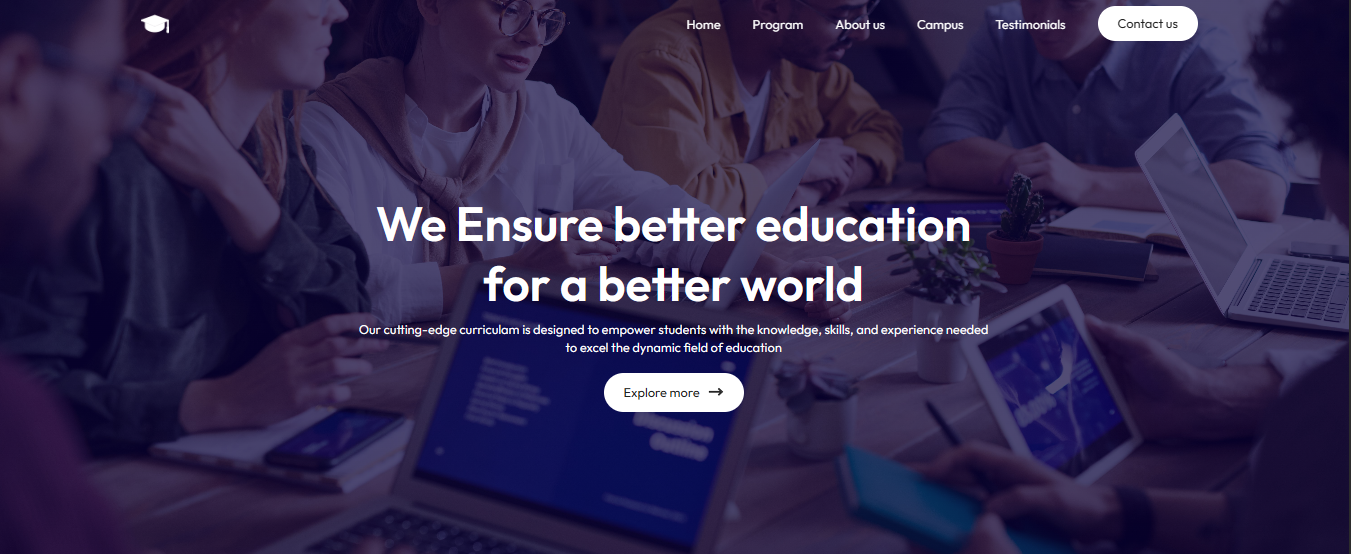 Home Program About us Campus Testimonials Contact us
We Ensure better education
for a better world
Our cutting-edge curriculam is designed to empower students with the knowledge, skills, and experience needed
to excel the dynamic field of education
Explore more